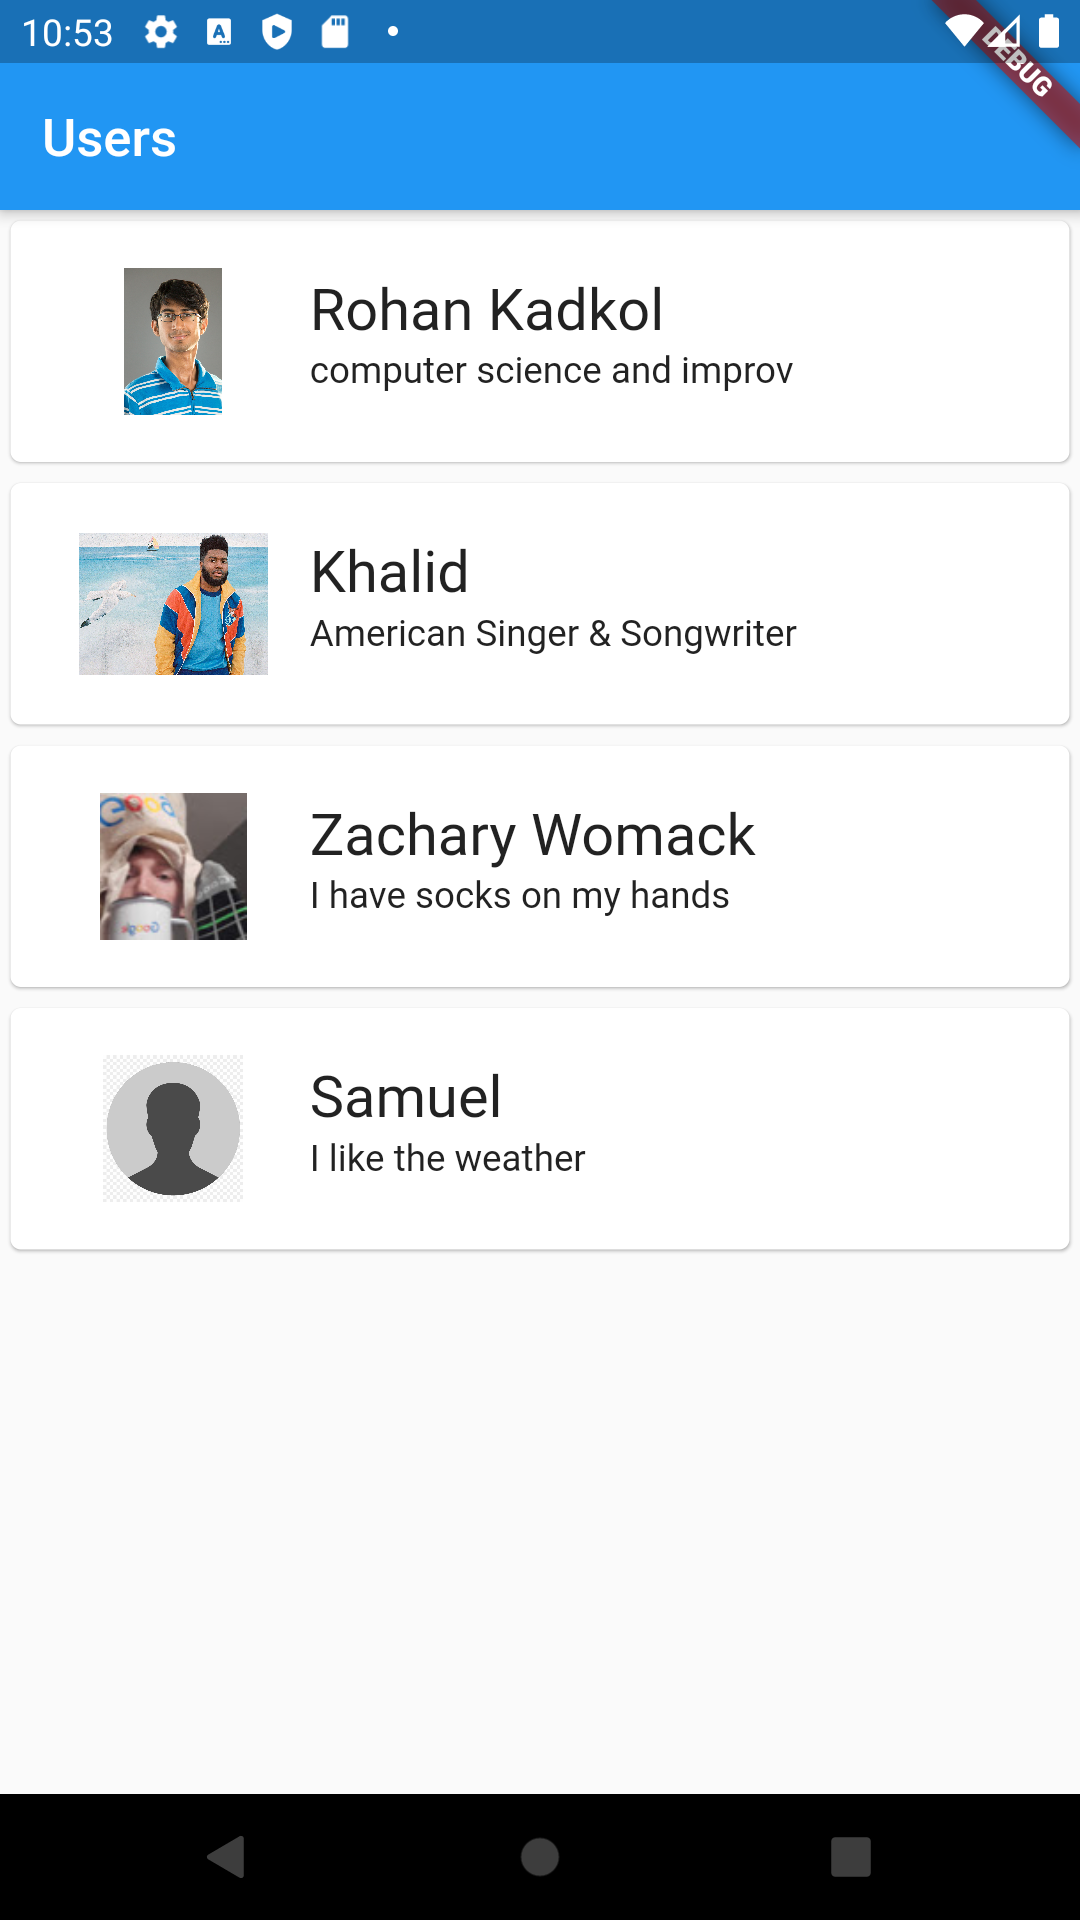 10:53
DEBUG
Users
Rohan Kadkol
computer science and improv
Khalid
American Singer & Songwriter
Zachary Womack
I have socks on my hands
Google
Samuel
I like the weather